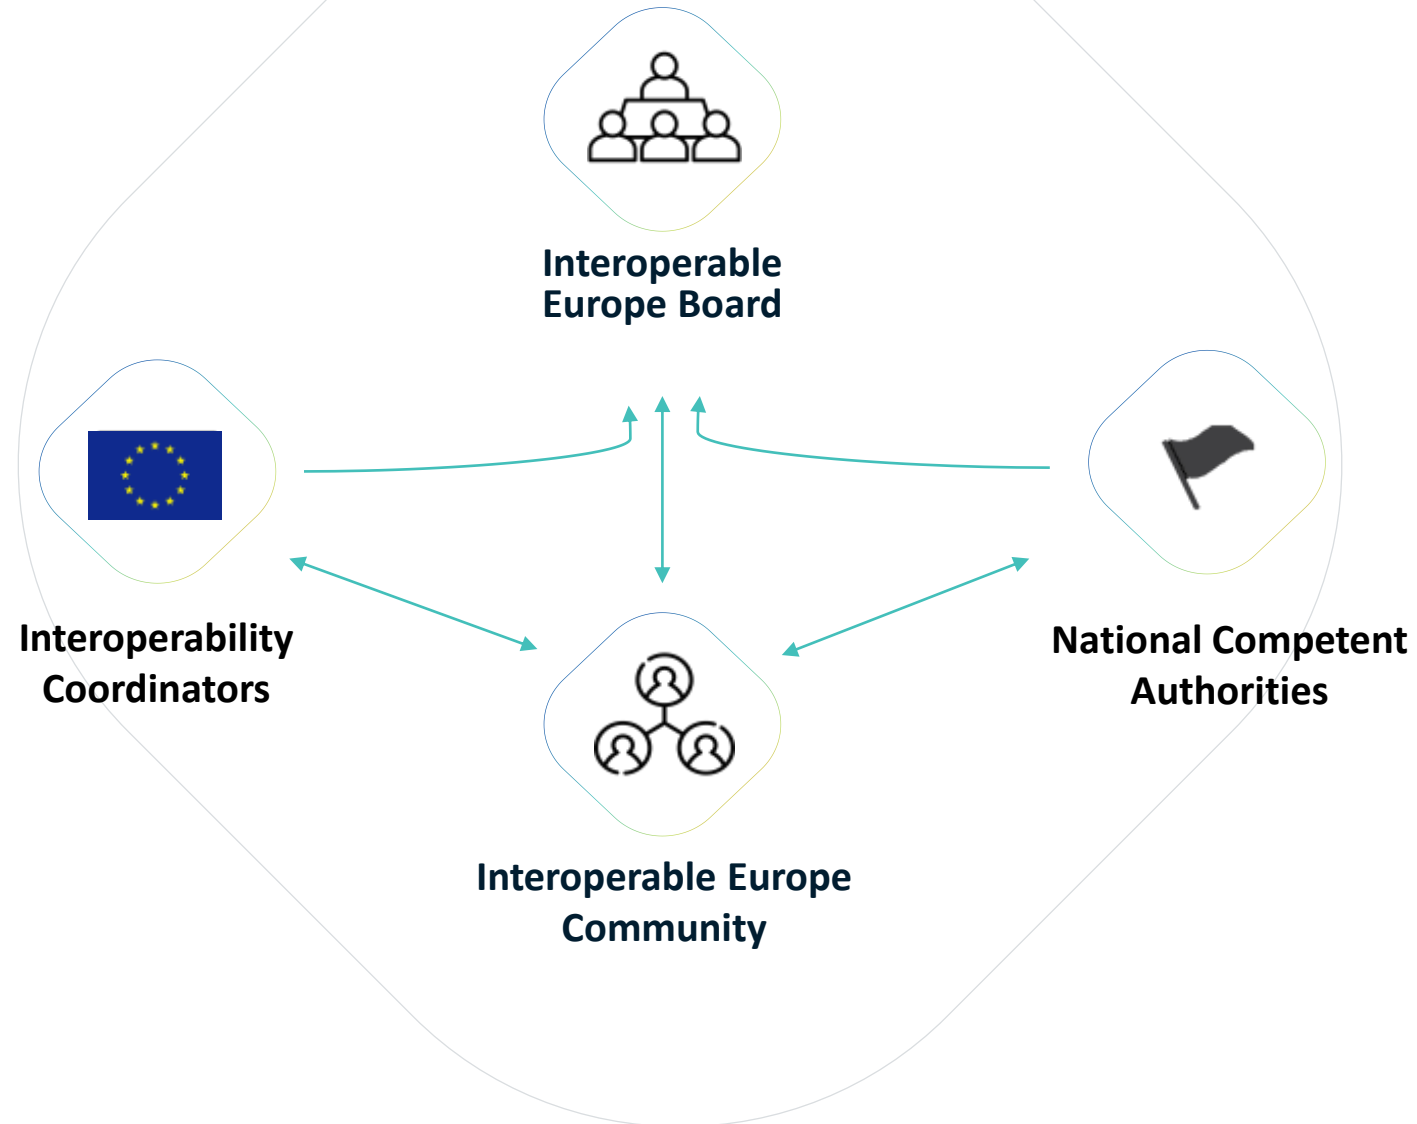 Interoperable
Europe Board
Interoperability
Coordinators
National Competent
Authorities
Interoperable Europe
Community